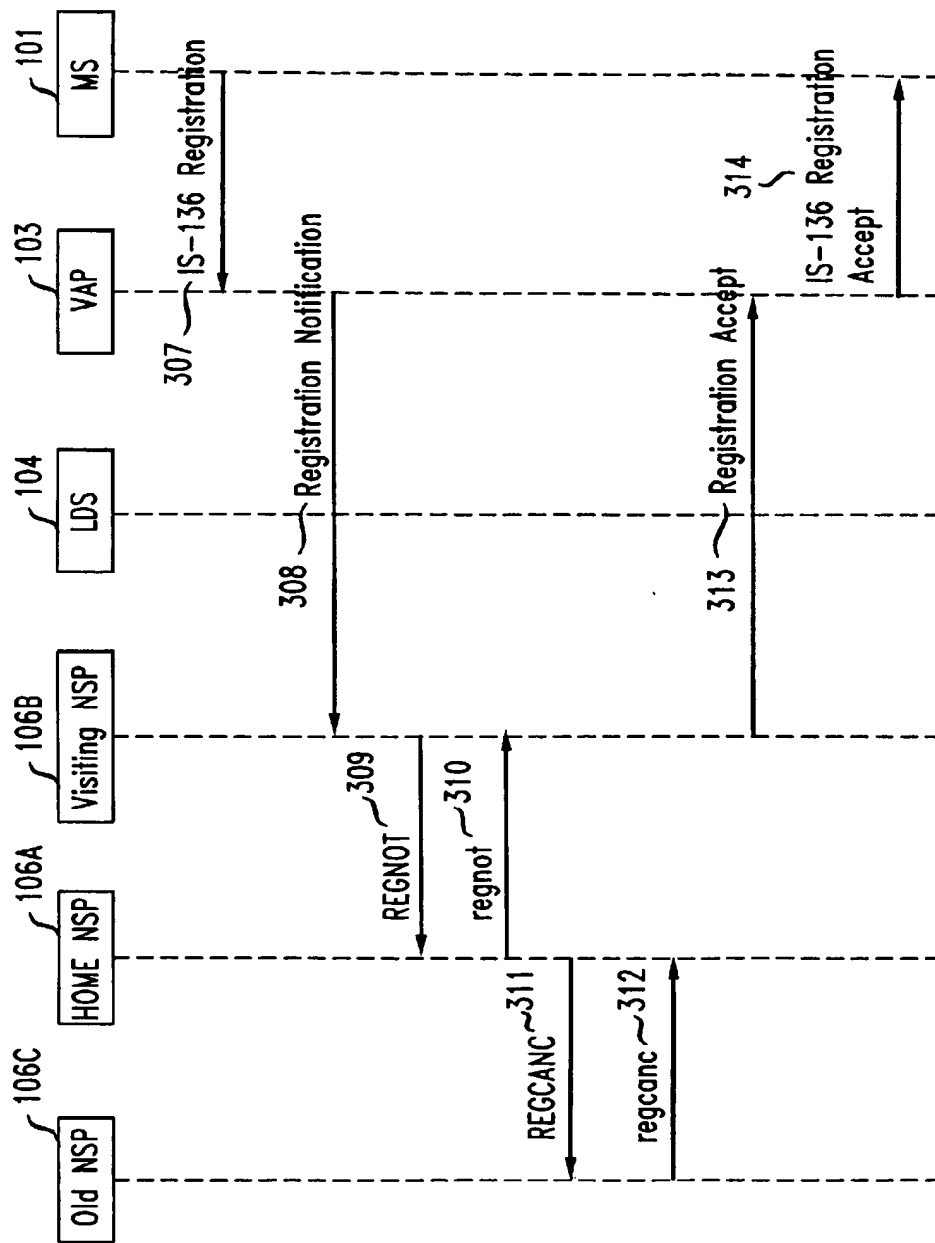 106C
Old NSP
106A
HOME NSP
106B
Visiting NSP
104
LDS
103
VAP
101
MS
307
IS-136 Registration
308
Registration Notification
309
REGNOT
310
regnot
311
REGCANC
312
regcanc
313
Registration Accept
314
IS-136 Registration
Accept